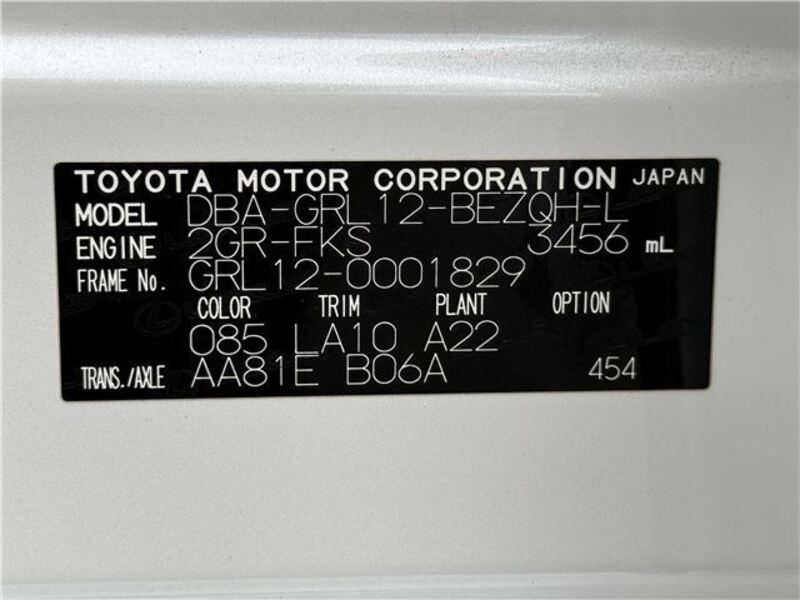 TOYOTA MOTOR CORPORATION JAPAN
MODEL DBA-GRL12-BEZQH-L
ENGINE 2GR-FKS 3456 mL
FRAME No. GRL12-0001829
COLOR TRIM PLANT OPTION
085 LA10 A22
TRANS./AXLE AA81E B06A 454